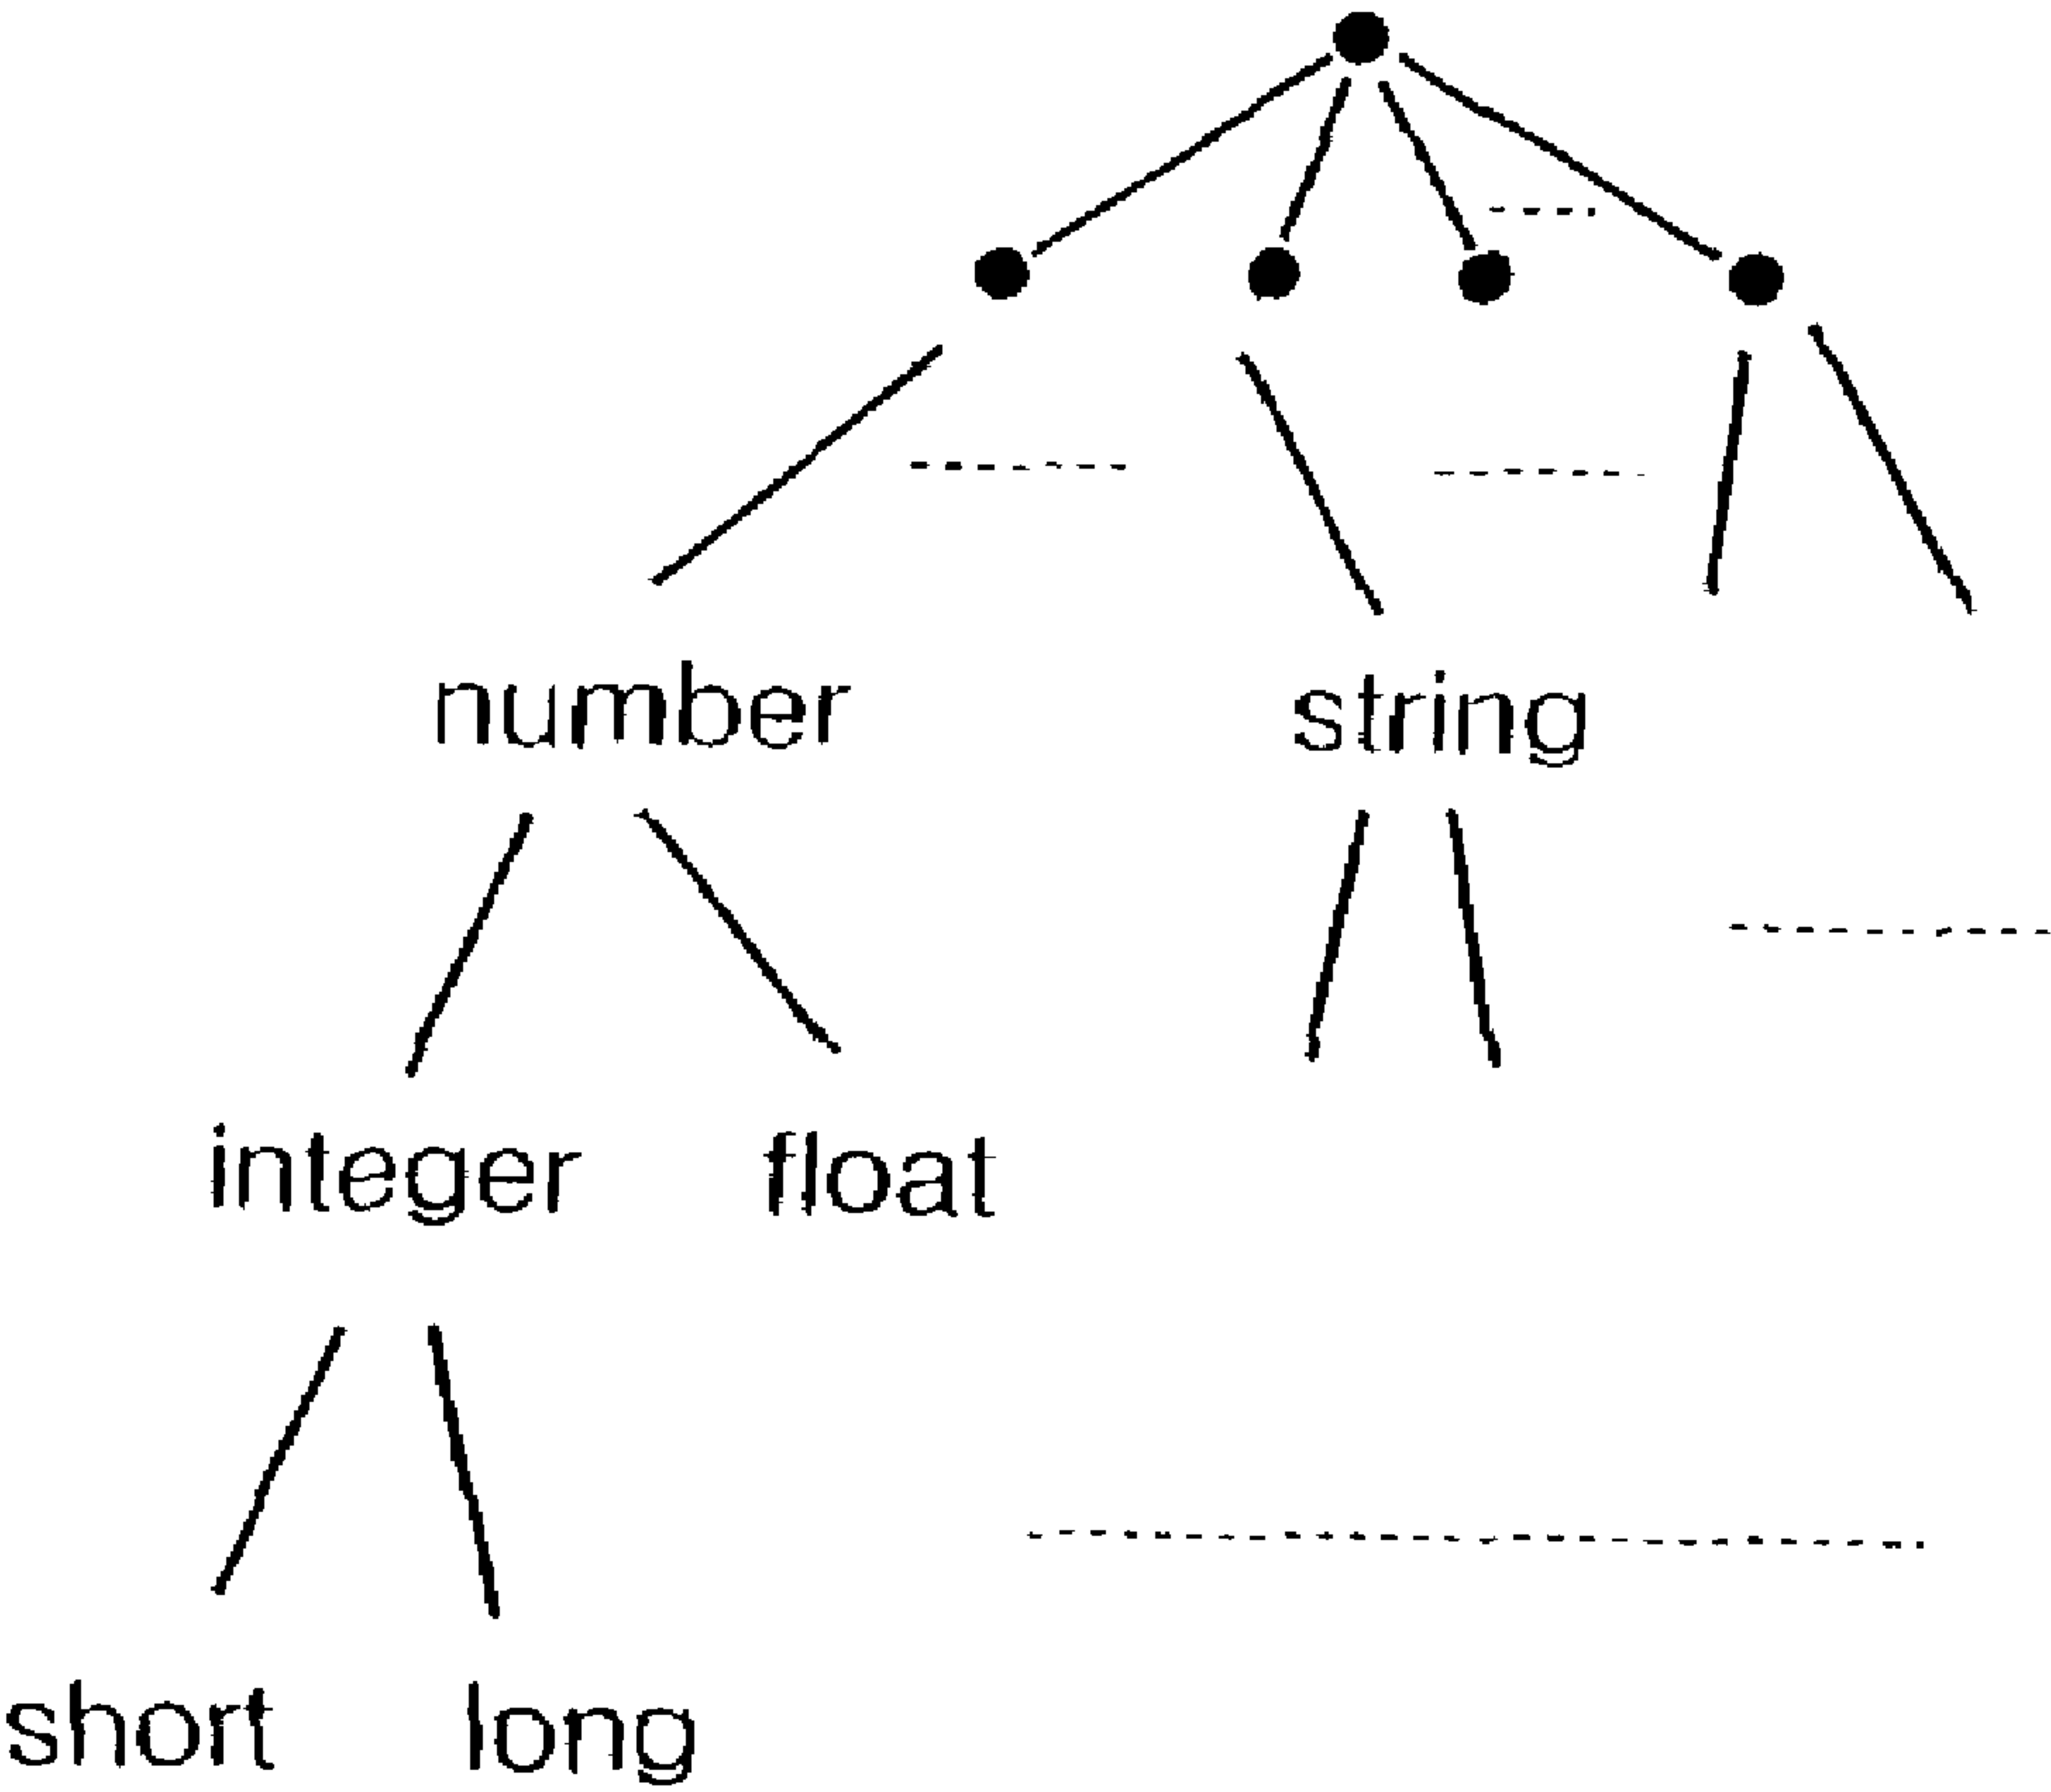 number string
integer float
short long